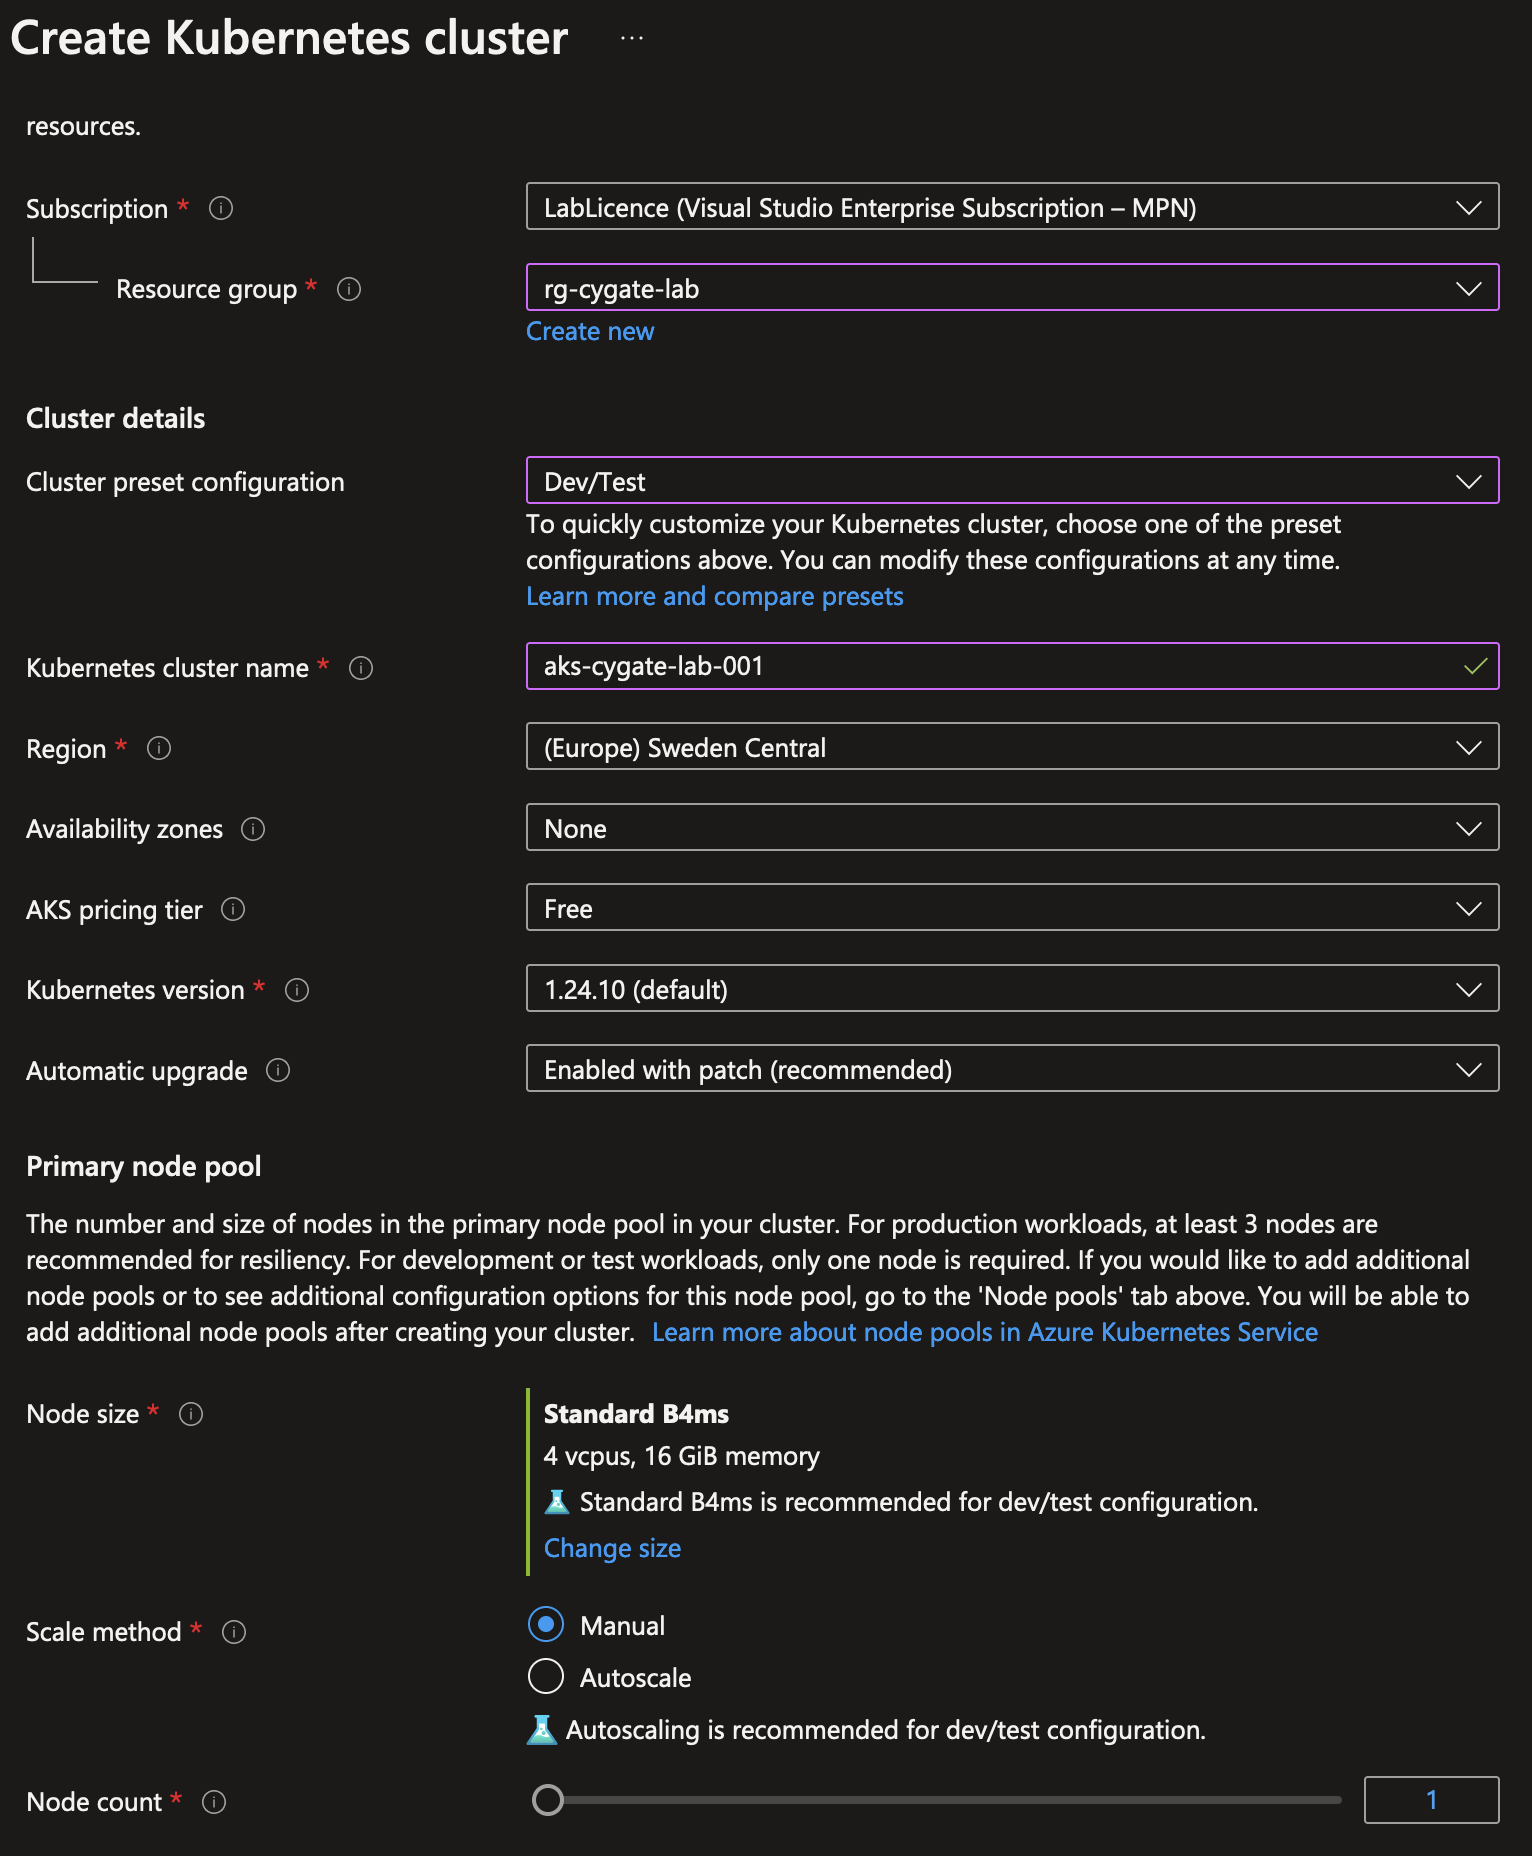 Create Kubernetes cluster ...
resources.
Subscription *
LabLicence (Visual Studio Enterprise Subscription – MPN)
Resource group *
rg-cygate-lab
Create new
Cluster details
Cluster preset configuration
Dev/Test
To quickly customize your Kubernetes cluster, choose one of the preset
configurations above. You can modify these configurations at any time.
Learn more and compare presets
Kubernetes cluster name *
aks-cygate-lab-001
Region *
(Europe) Sweden Central
Availability zones
None
AKS pricing tier
Free
Kubernetes version *
1.24.10 (default)
Automatic upgrade
Enabled with patch (recommended)
Primary node pool
The number and size of nodes in the primary node pool in your cluster. For production workloads, at least 3 nodes are
recommended for resiliency. For development or test workloads, only one node is required. If you would like to add additional
node pools or to see additional configuration options for this node pool, go to the 'Node pools' tab above. You will be able to
add additional node pools after creating your cluster. Learn more about node pools in Azure Kubernetes Service
Node size *
Standard B4ms
4 vcpus, 16 GiB memory
Standard B4ms is recommended for dev/test configuration.
Change size
Scale method *
Manual
Autoscale
Autoscaling is recommended for dev/test configuration.
Node count *
1